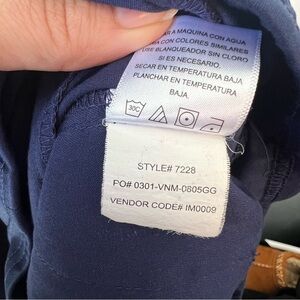 A MAQUINA CON AGUA
CON COLORES SIMILARES
USE BLANQUEADOR SIN CLORO
SI ES NECESARIO.
SECAR EN TEMPERATURA BAJA
PLANCHAR EN TEMPERATURA
BAJA.
30C
STYLE# 7228
PO# 0301-VNM-0805GG
VENDOR CODE# IM0009